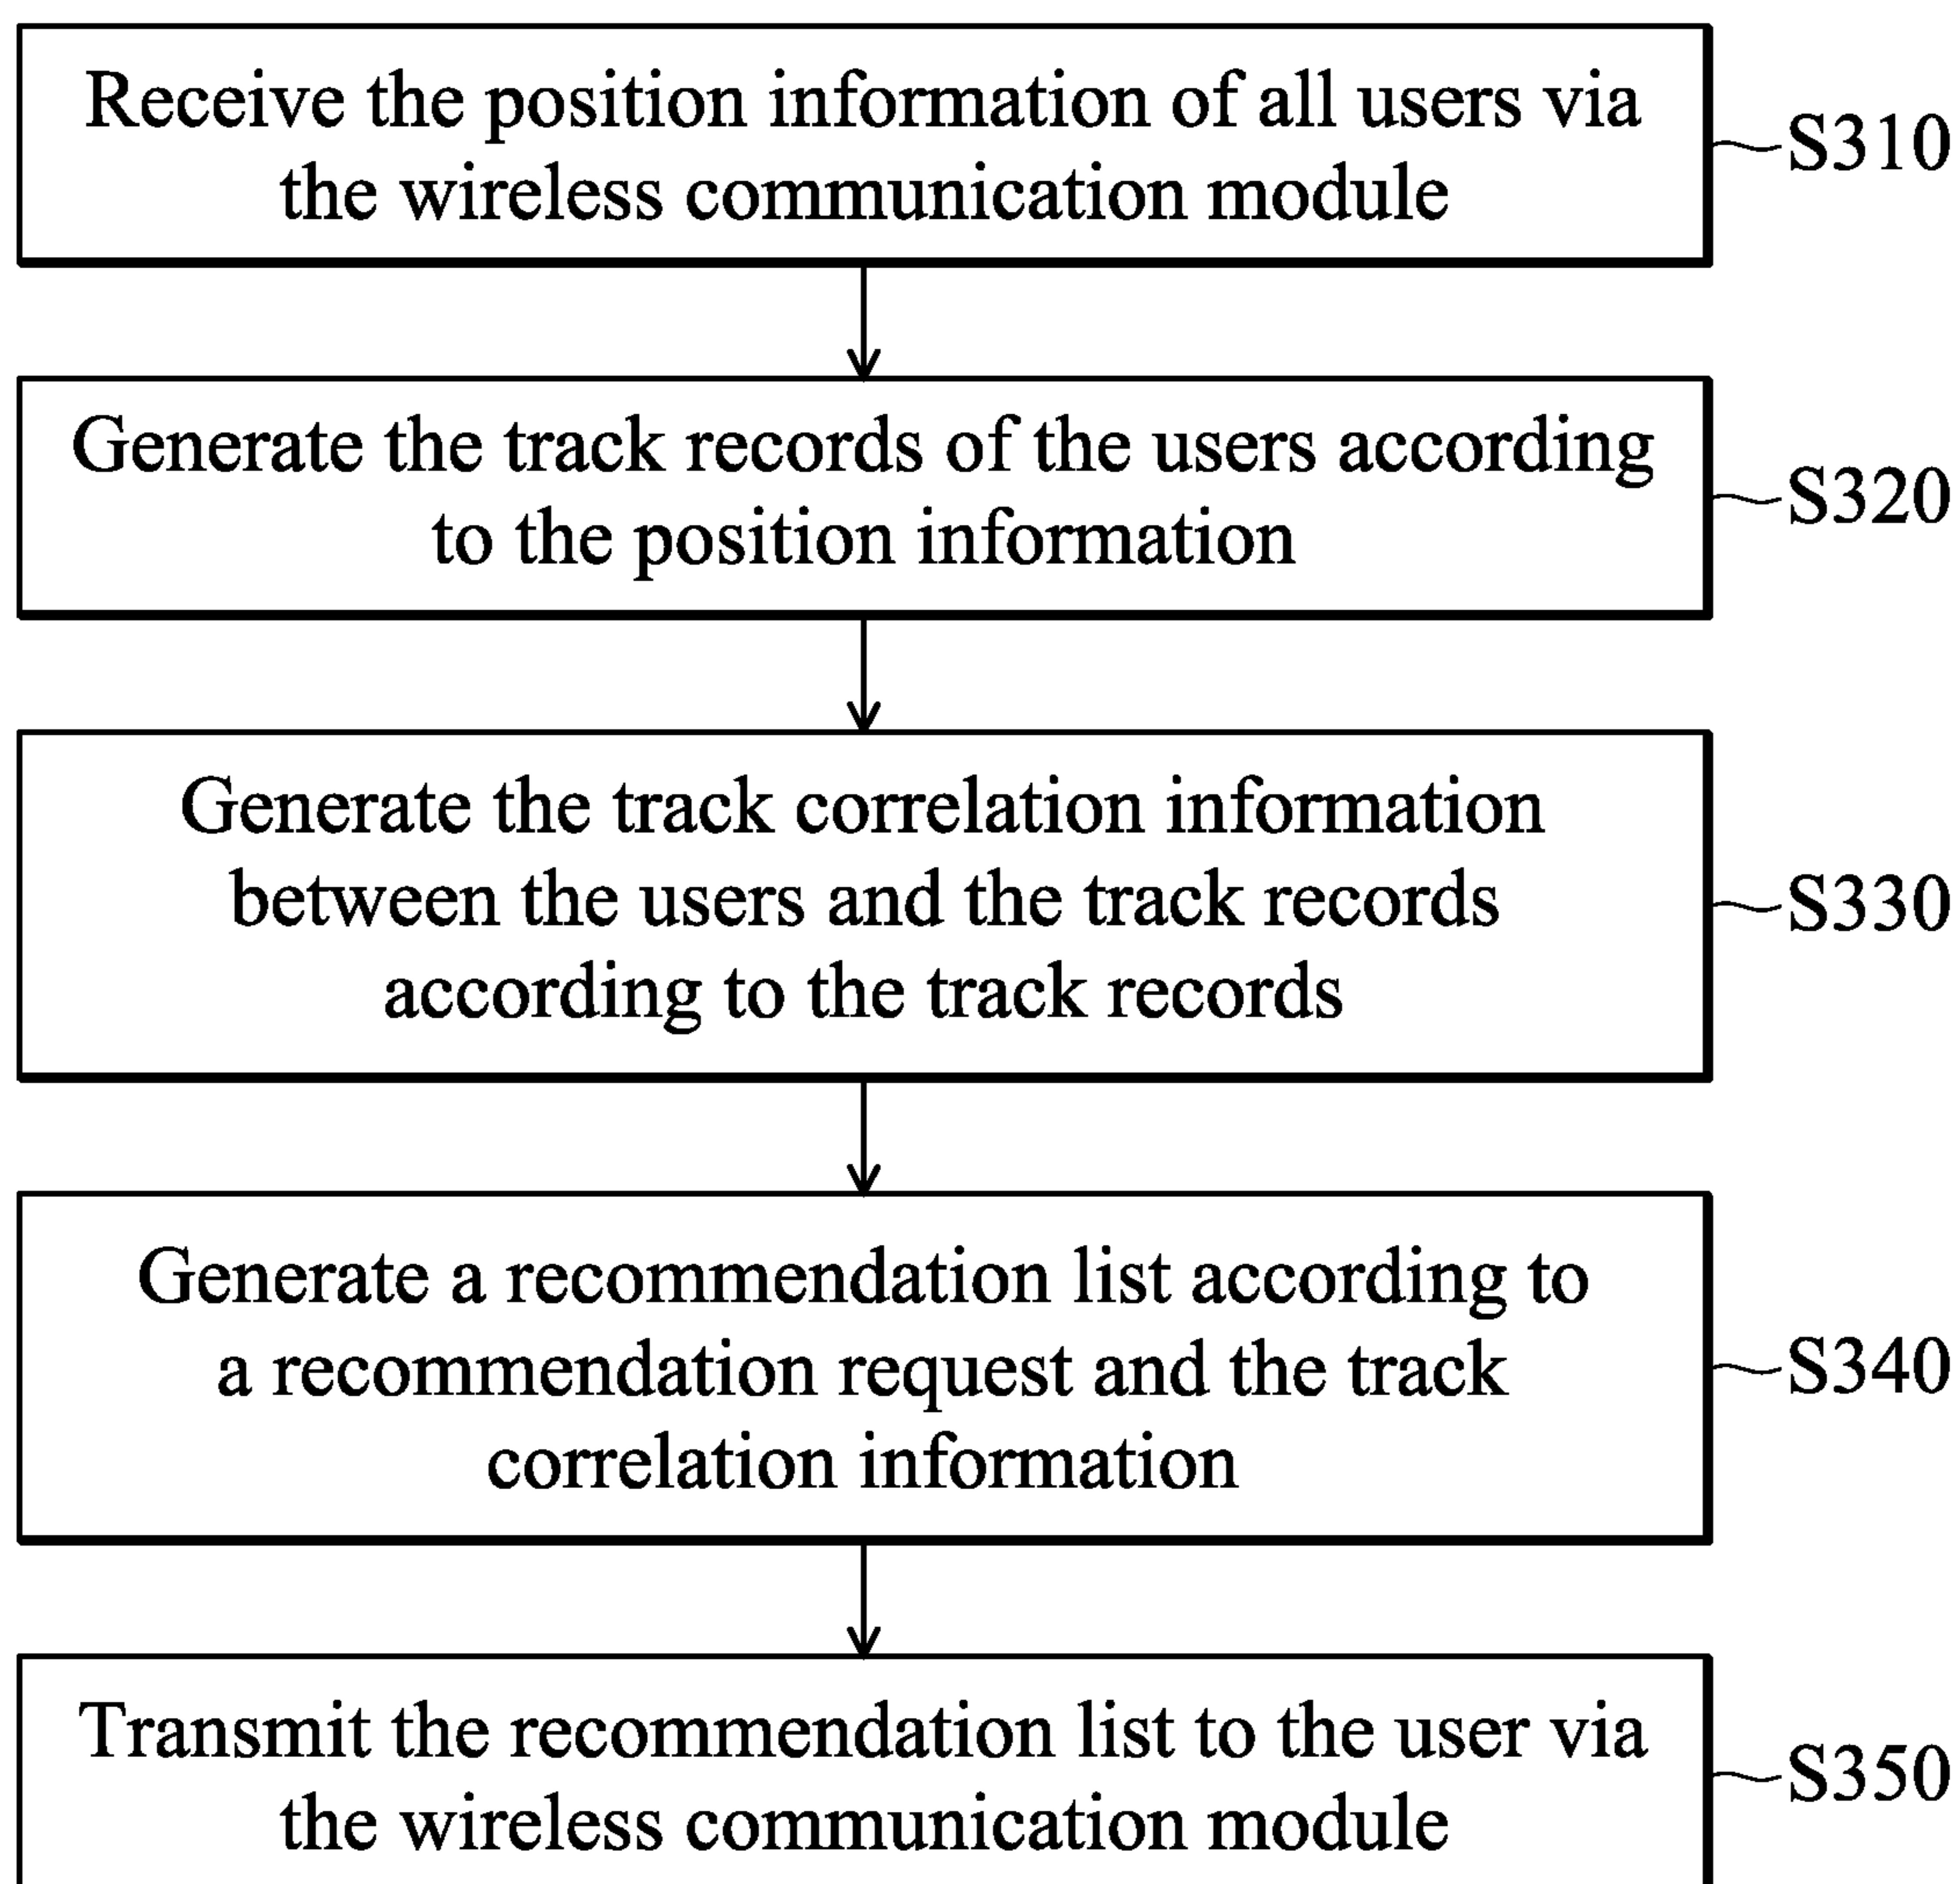 Receive the position information of all users via
the wireless communication module
S310
Generate the track records of the users according
to the position information
S320
Generate the track correlation information
between the users and the track records
according to the track records
S330
Generate a recommendation list according to
a recommendation request and the track
correlation information
S340
Transmit the recommendation list to the user via
the wireless communication module
S350